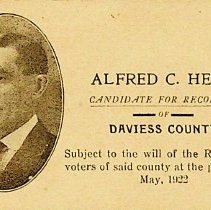 ALFRED C. HE
CANDIDATE FOR RECO
OF
DAVIESS COUNT
Subject to the will of the R
voters of said county at the p
May, 1922